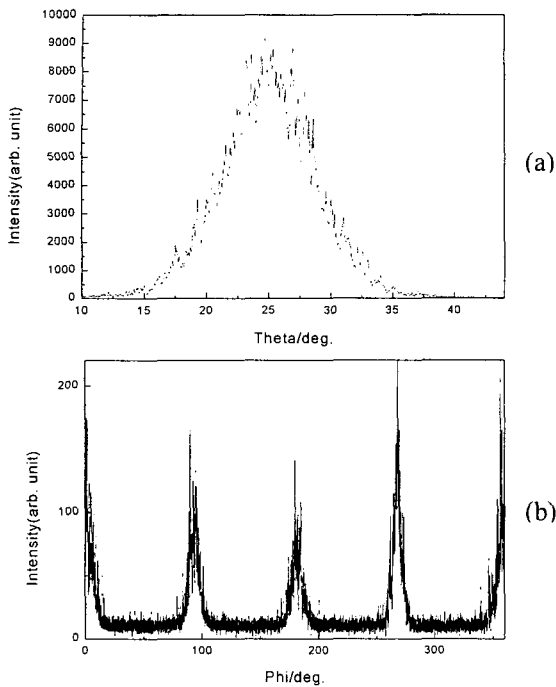 10000
9000
8000
7000
6000
5000
4000
3000
2000
1000
0
Intensity(arb. unit)
10 15 20 25 30 35 40
Theta/deg.
(a)
200
100
0
Intensity(arb. unit)
0 100 200 300
Phi/deg.
(b)